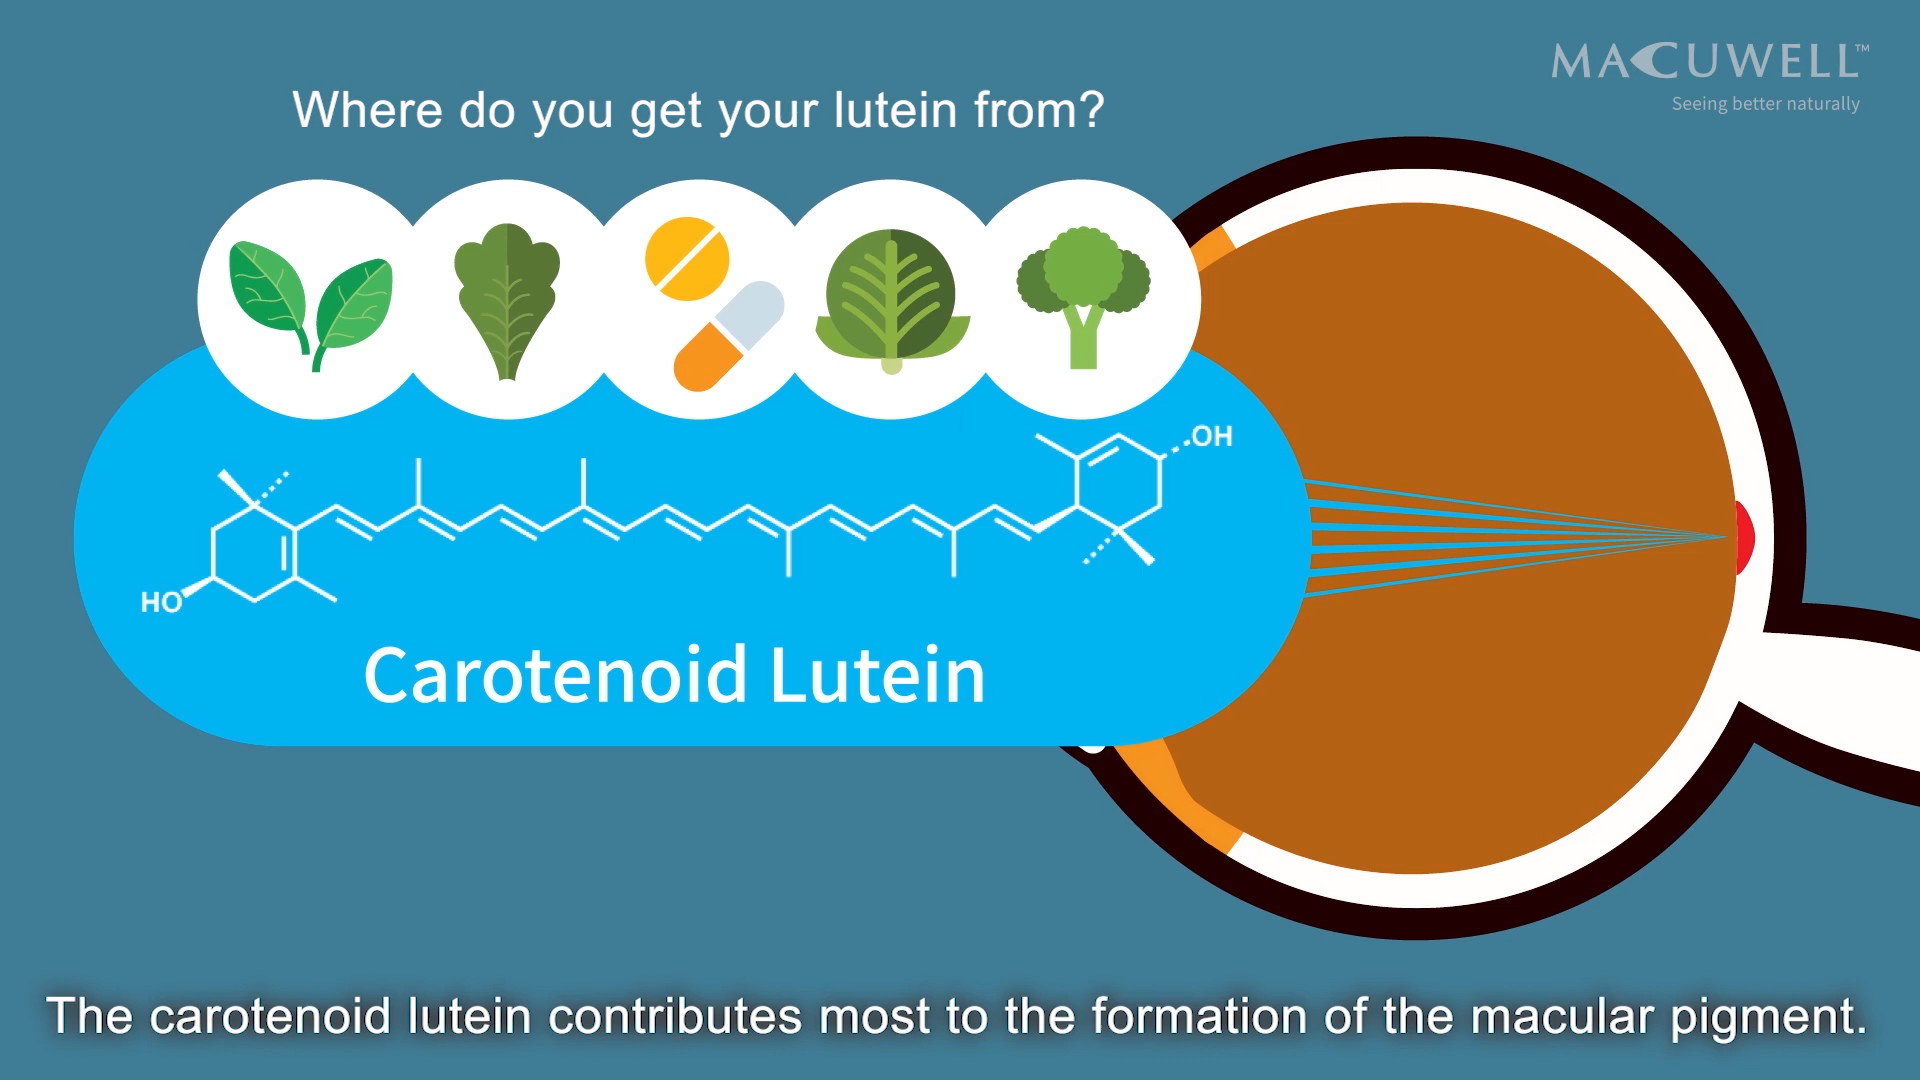 MACUWELL™
Seeing better naturally
Where do you get your lutein from?
OH
HO
Carotenoid Lutein
The carotenoid lutein contributes most to the formation of the macular pigment.